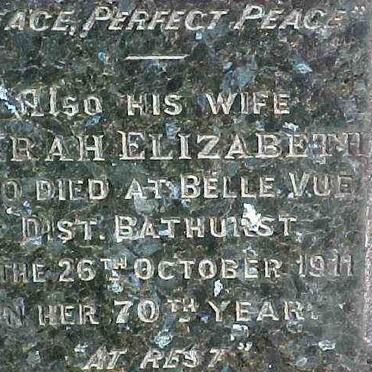 ACE, PERFECT PEACE"
ALSO HIS WIFE
RAH ELIZABETH
O DIED AT BELLE VUE
DIST. BATHURST.
THE 26TH OCTOBER 1911
N HER 70TH YEAR.
"AT REST"